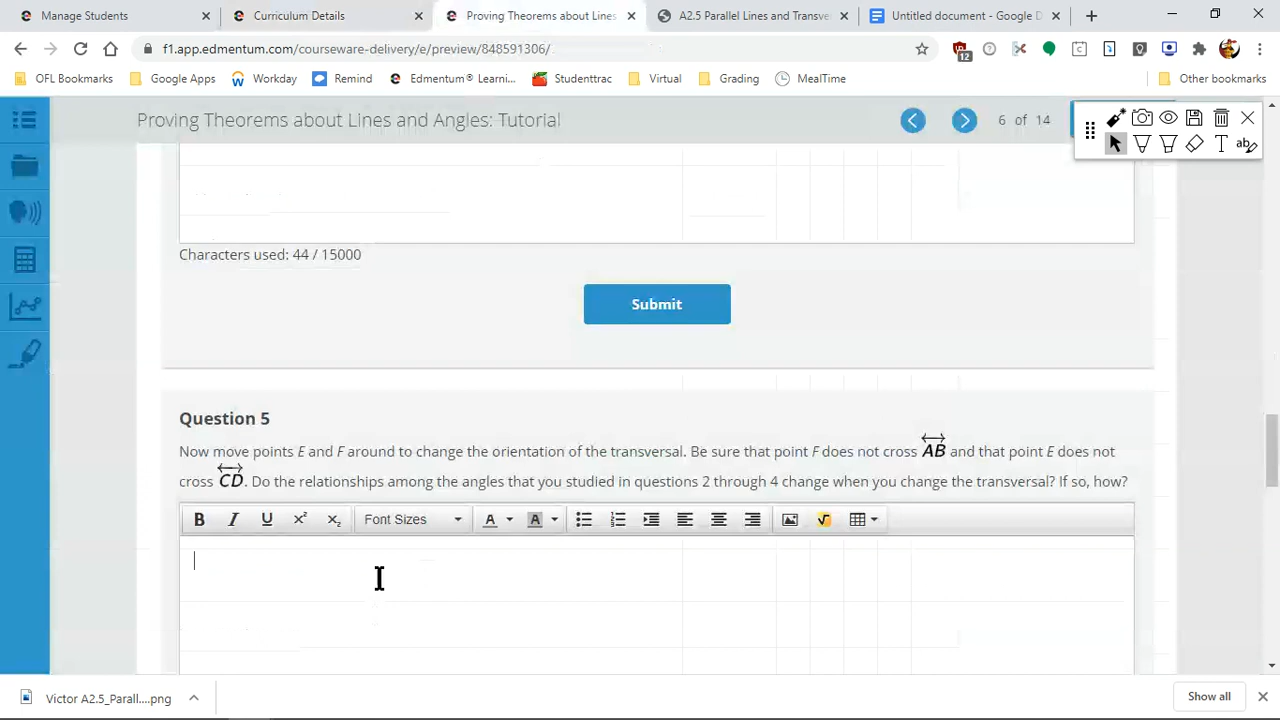 Manage Students
Curriculum Details
Proving Theorems about Lines
A2.5 Parallel Lines and Transver
Untitled document - Google D
f1.app.edmentum.com/courseware-delivery/e/preview/848591306/
12
OFL Bookmarks
Google Apps
Workday
Remind
Edmentum® Learni...
Studenttrac
Virtual
Grading
MealTime
Other bookmarks
Proving Theorems about Lines and Angles: Tutorial
6 of 14
T
ab
Characters used: 44 / 15000
Submit
Question 5
Now move points E and F around to change the orientation of the transversal. Be sure that point F does not cross AB and that point E does not
cross CD. Do the relationships among the angles that you studied in questions 2 through 4 change when you change the transversal? If so, how?
B I U X² X₂ Font Sizes A A
Victor A2.5_Parall....png
Show all